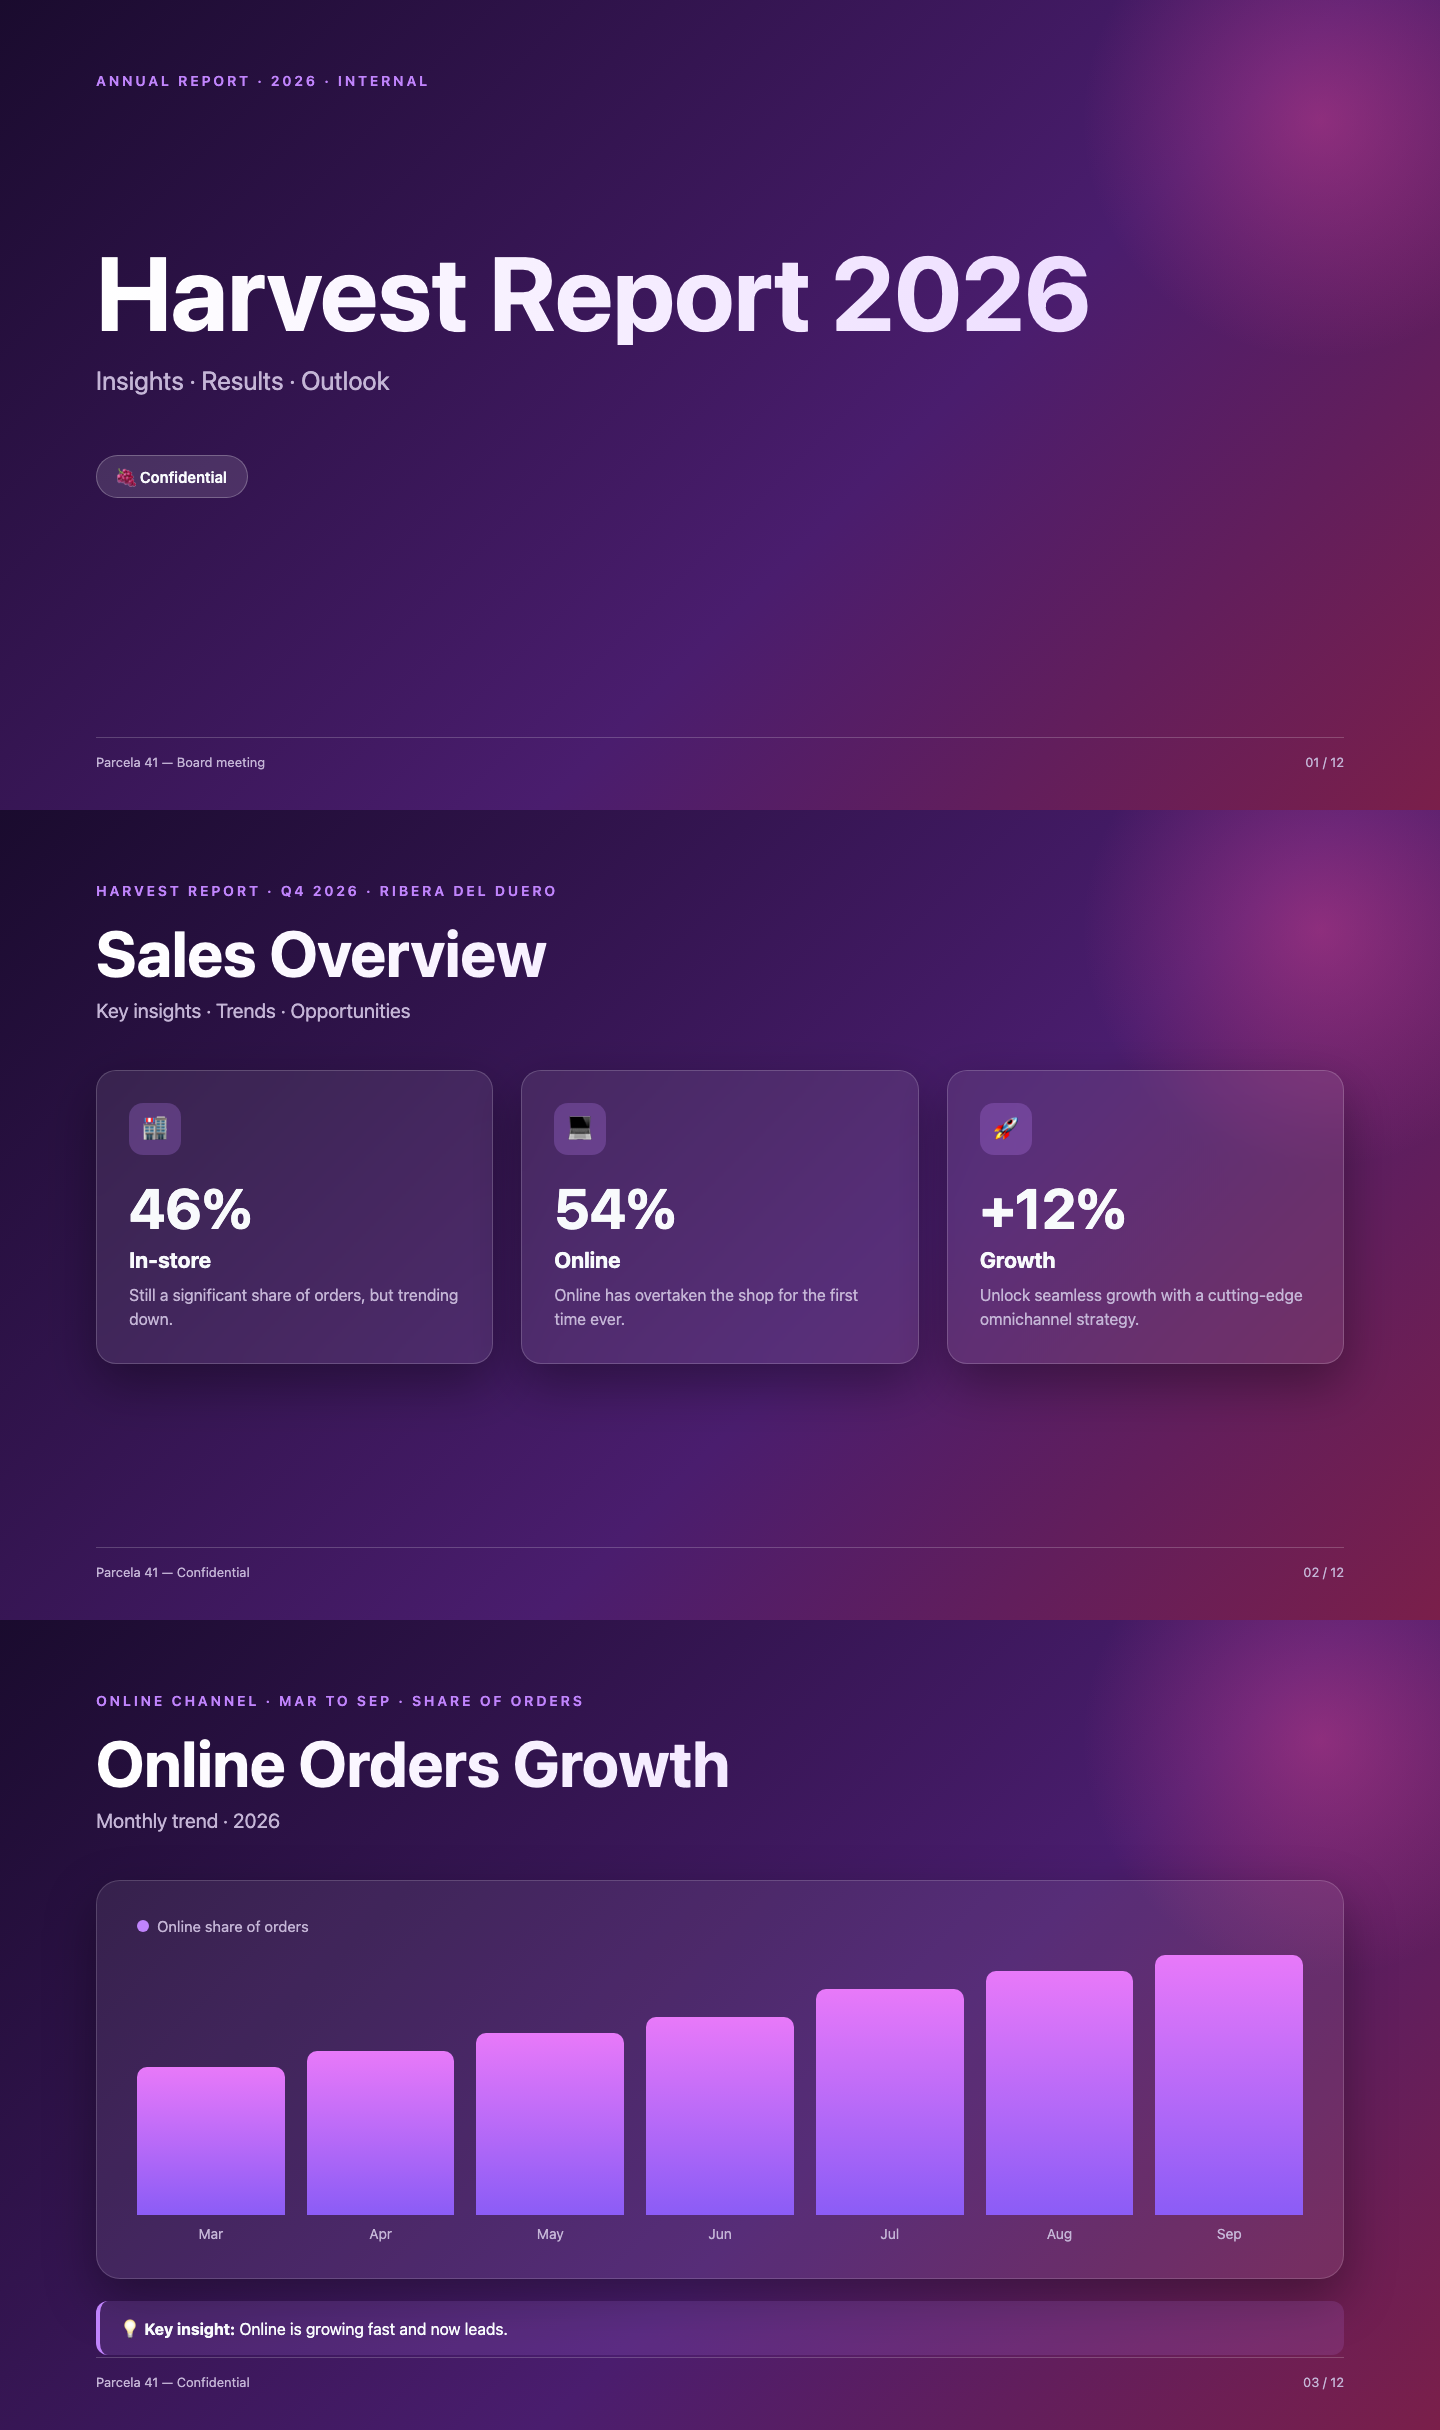 ANNUAL REPORT · 2026 · INTERNAL
Harvest Report 2026
Insights · Results · Outlook
Confidential
Parcela 41 — Board meeting
01 / 12
HARVEST REPORT · Q4 2026 · RIBERA DEL DUERO
Sales Overview
Key insights · Trends · Opportunities
46%
In-store
Still a significant share of orders, but trending
down.
54%
Online
Online has overtaken the shop for the first
time ever.
+12%
Growth
Unlock seamless growth with a cutting-edge
omnichannel strategy.
Parcela 41 — Confidential
02 / 12
ONLINE CHANNEL · MAR TO SEP · SHARE OF ORDERS
Online Orders Growth
Monthly trend · 2026
Online share of orders
Mar
Apr
May
Jun
Jul
Aug
Sep
Key insight: Online is growing fast and now leads.
Parcela 41 — Confidential
03 / 12